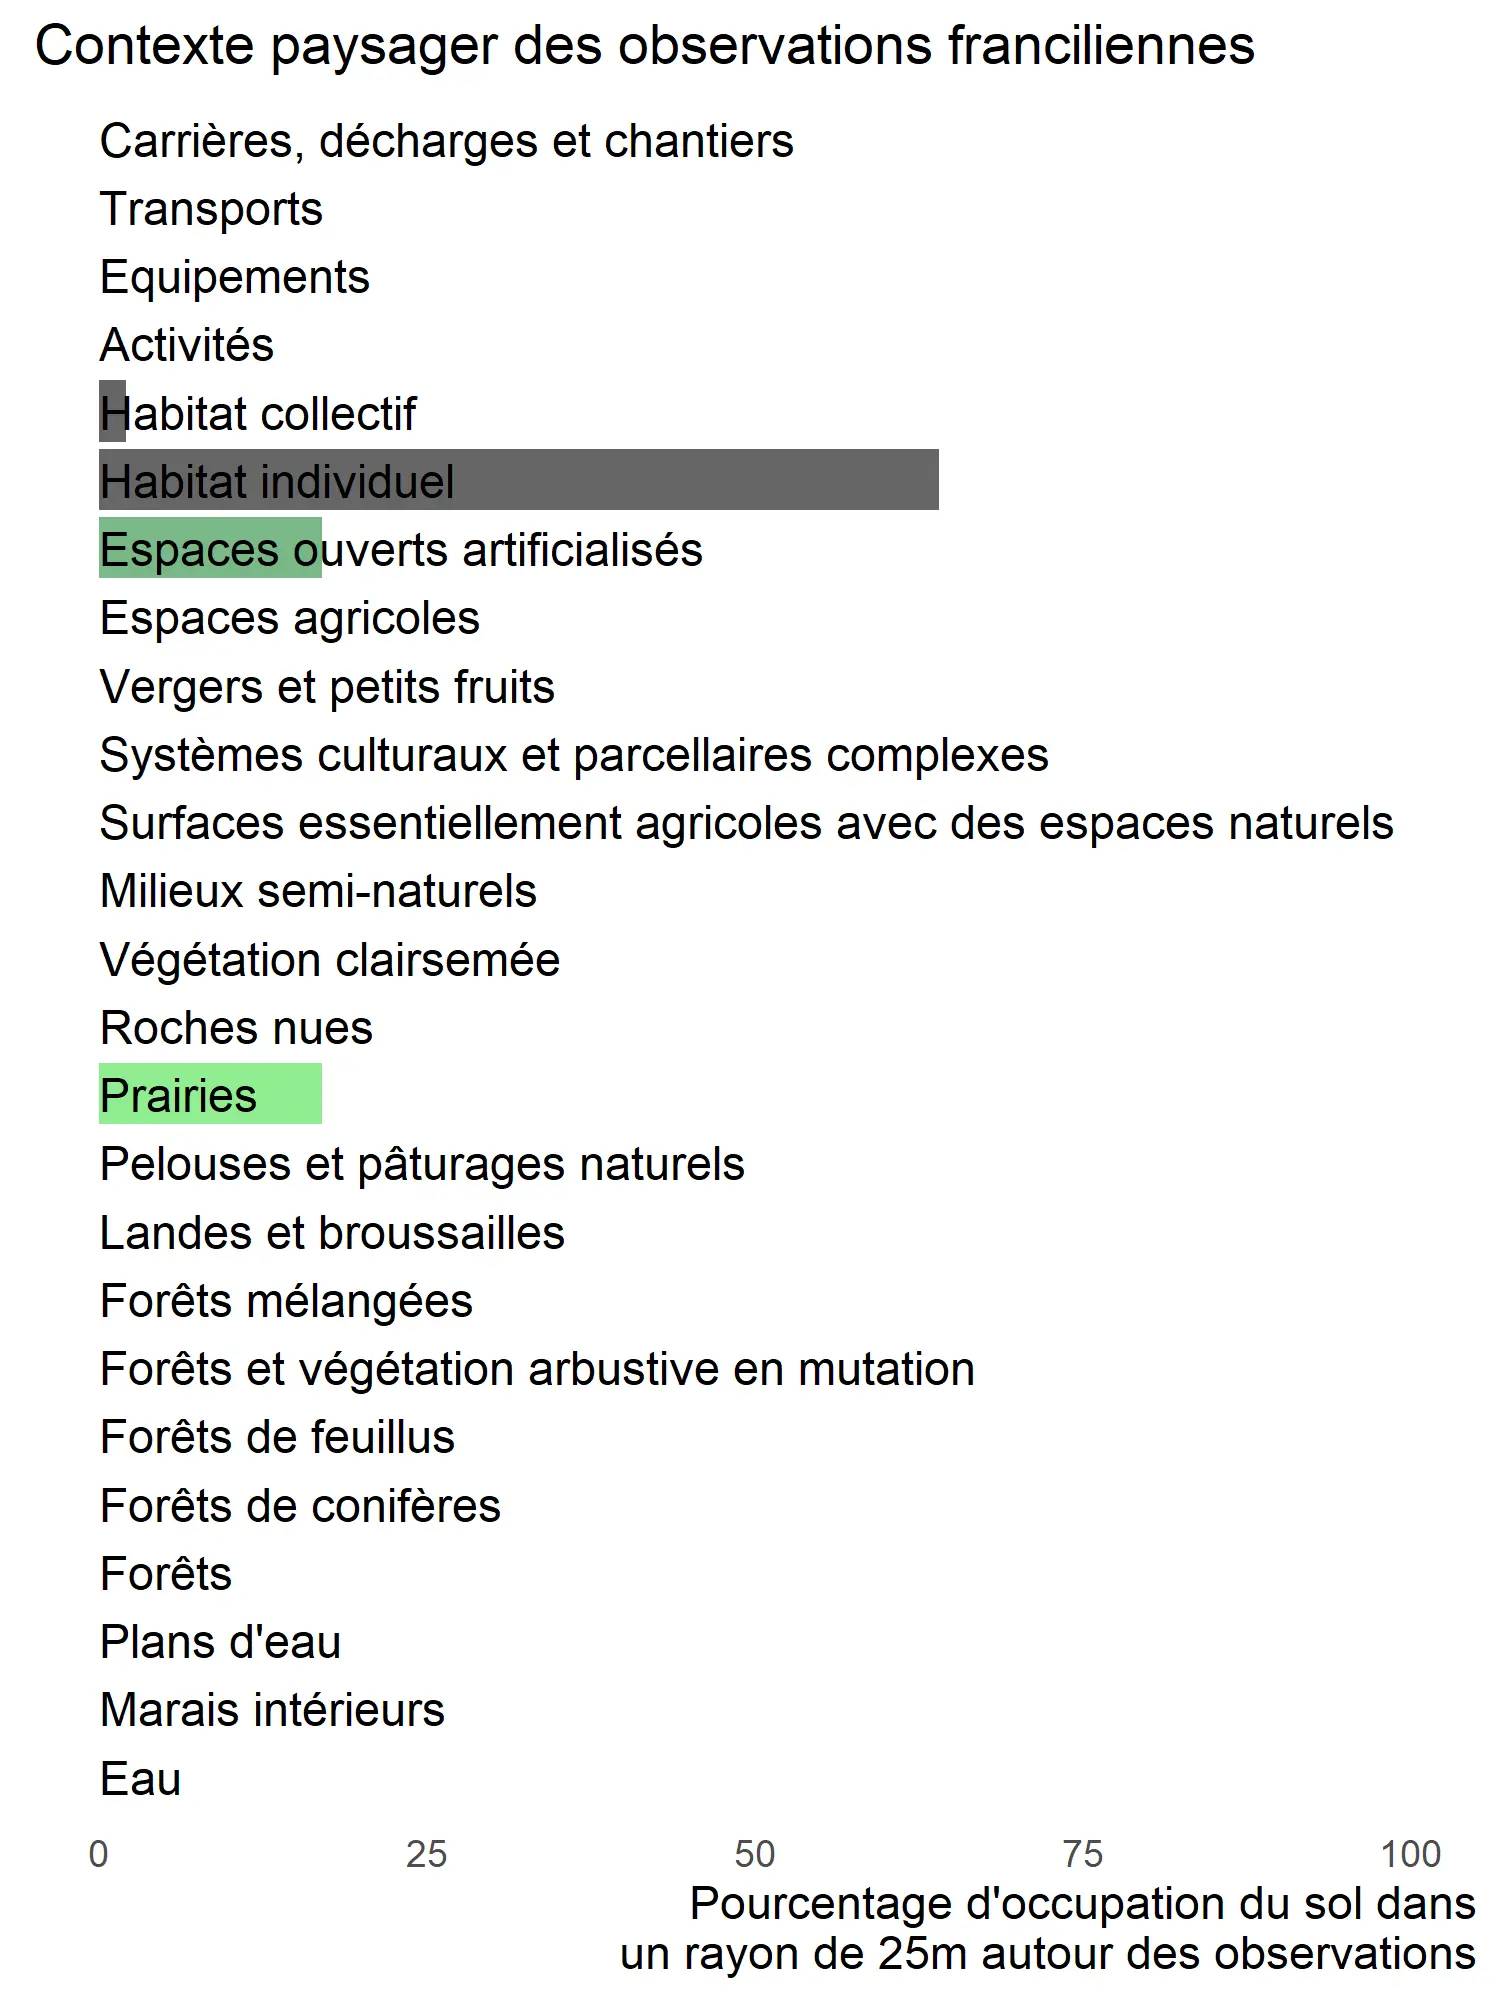 Contexte paysager des observations franciliennes
Carrières, décharges et chantiers
Transports
Equipements
Activités
Habitat collectif
Habitat individuel
Espaces ouverts artificialisés
Espaces agricoles
Vergers et petits fruits
Systèmes culturaux et parcellaires complexes
Surfaces essentiellement agricoles avec des espaces naturels
Milieux semi-naturels
Végétation clairsemée
Roches nues
Prairies
Pelouses et pâturages naturels
Landes et broussailles
Forêts mélangées
Forêts et végétation arbustive en mutation
Forêts de feuillus
Forêts de conifères
Forêts
Plans d'eau
Marais intérieurs
Eau
0 25 50 75 100
Pourcentage d'occupation du sol dans
un rayon de 25m autour des observations